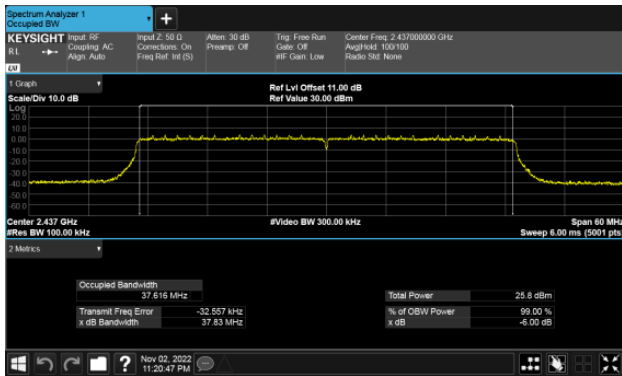 Spectrum Analyzer 1
Occupied BW
KEYSIGHT
RL
LXI
Input: RF
Coupling: AC
Align: Auto
Input Z: 50 Ω
Corrections: On
Freq Ref: Int (S)
Atten: 30 dB
Preamp: Off
Trig: Free Run
Gate: Off
#IF Gain: Low
Center Freq: 2.437000000 GHz
Avg|Hold: 100/100
Radio Std: None
1 Graph
Scale/Div 10.0 dB
Ref Lvl Offset 11.00 dB
Ref Value 30.00 dBm
Log
20.0
10.0
0.00
-10.0
-20.0
-30.0
-40.0
-50.0
-60.0
Center 2.437 GHz
#Res BW 100.00 kHz
#Video BW 300.00 kHz
Span 60 MHz
Sweep 6.00 ms (5001 pts)
2 Metrics
Occupied Bandwidth
37.616 MHz
Total Power 25.8 dBm
Transmit Freq Error -32.557 kHz
% of OBW Power 99.00 %
x dB Bandwidth 37.83 MHz
x dB -6.00 dB
?
Nov 02, 2022
11:20:47 PM